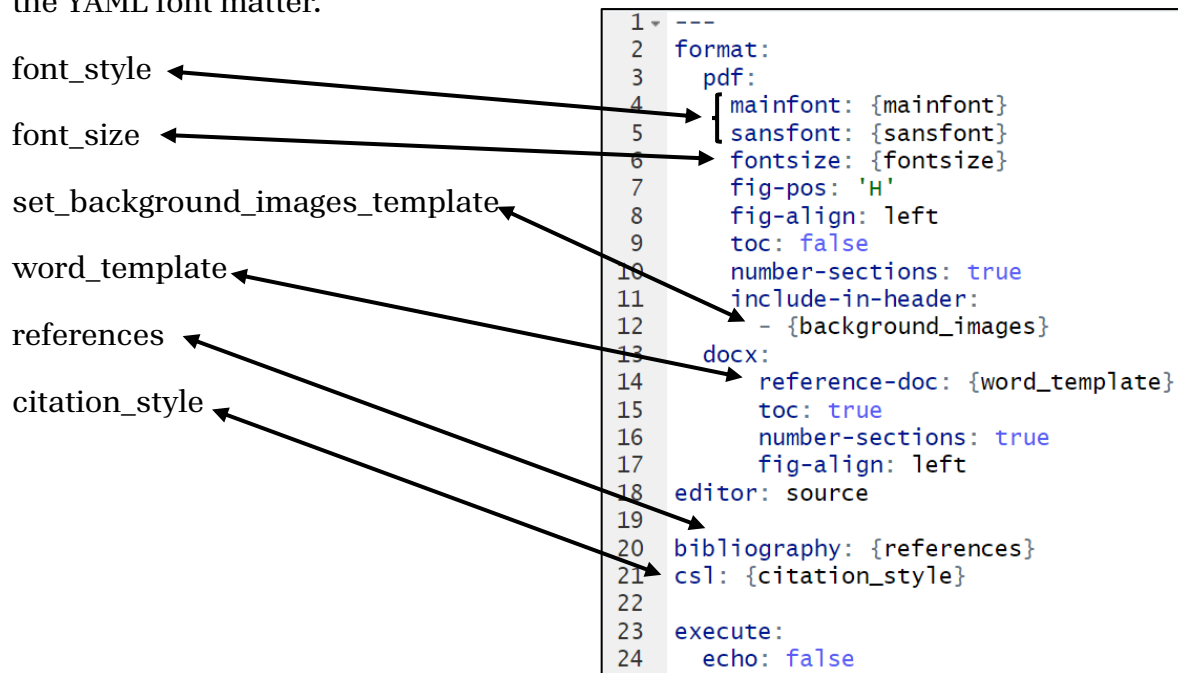 the YAML font matter.
font_style
font_size
set_background_images_template
word_template
references
citation_style
1 ---
2 format:
3   pdf:
4     mainfont: {mainfont}
5     sansfont: {sansfont}
6     fontsize: {fontsize}
7     fig-pos: 'H'
8     fig-align: left
9     toc: false
10     number-sections: true
11     include-in-header:
12       - {background_images}
13   docx:
14       reference-doc: {word_template}
15       toc: true
16       number-sections: true
17       fig-align: left
18 editor: source
19
20 bibliography: {references}
21 csl: {citation_style}
22
23 execute:
24   echo: false